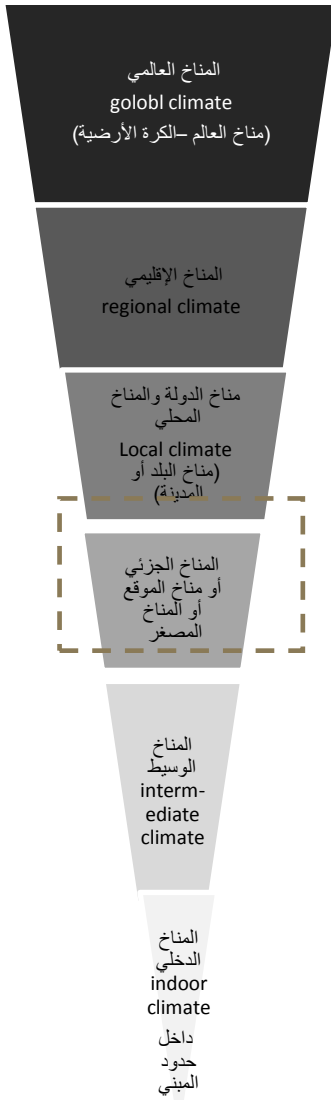 المناخ العالمي
golobl climate
(مناخ العالم –الكرة الأرضية)
المناخ الإقليمي
regional climate
مناخ الدولة والمناخ
المحلي
Local climate
(مناخ البلد أو
المدينة)
المناخ الجزئي
أو مناخ الموقع
أو المناخ
المصغر
المناخ
الوسيط
interm-
ediate
climate
المناخ
الدخلي
indoor
climate
داخل
حدود
المبني